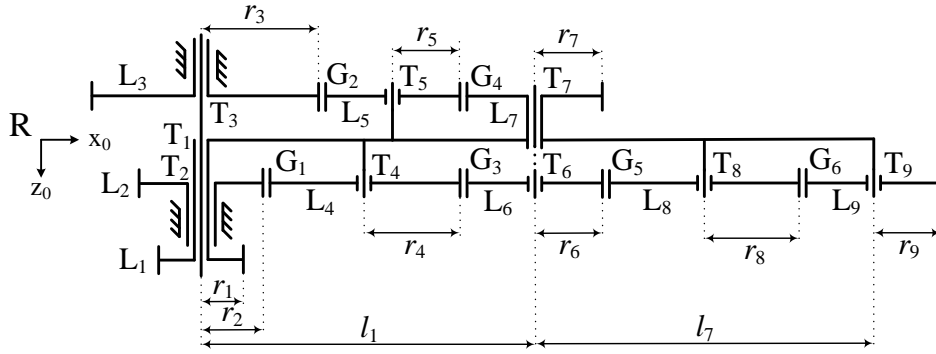 r₃
r₅
r₇
L₃
G₂
T₅
G₄
T₇
L₅
L₇
T₃
R
x₀
T₁
z₀
T₂
L₂
G₁
T₄
G₃
T₆
G₅
T₈
G₆
T₉
L₄
L₆
L₈
L₉
L₁
r₁
r₄
r₆
r₈
r₉
r₂
l₁
l₇